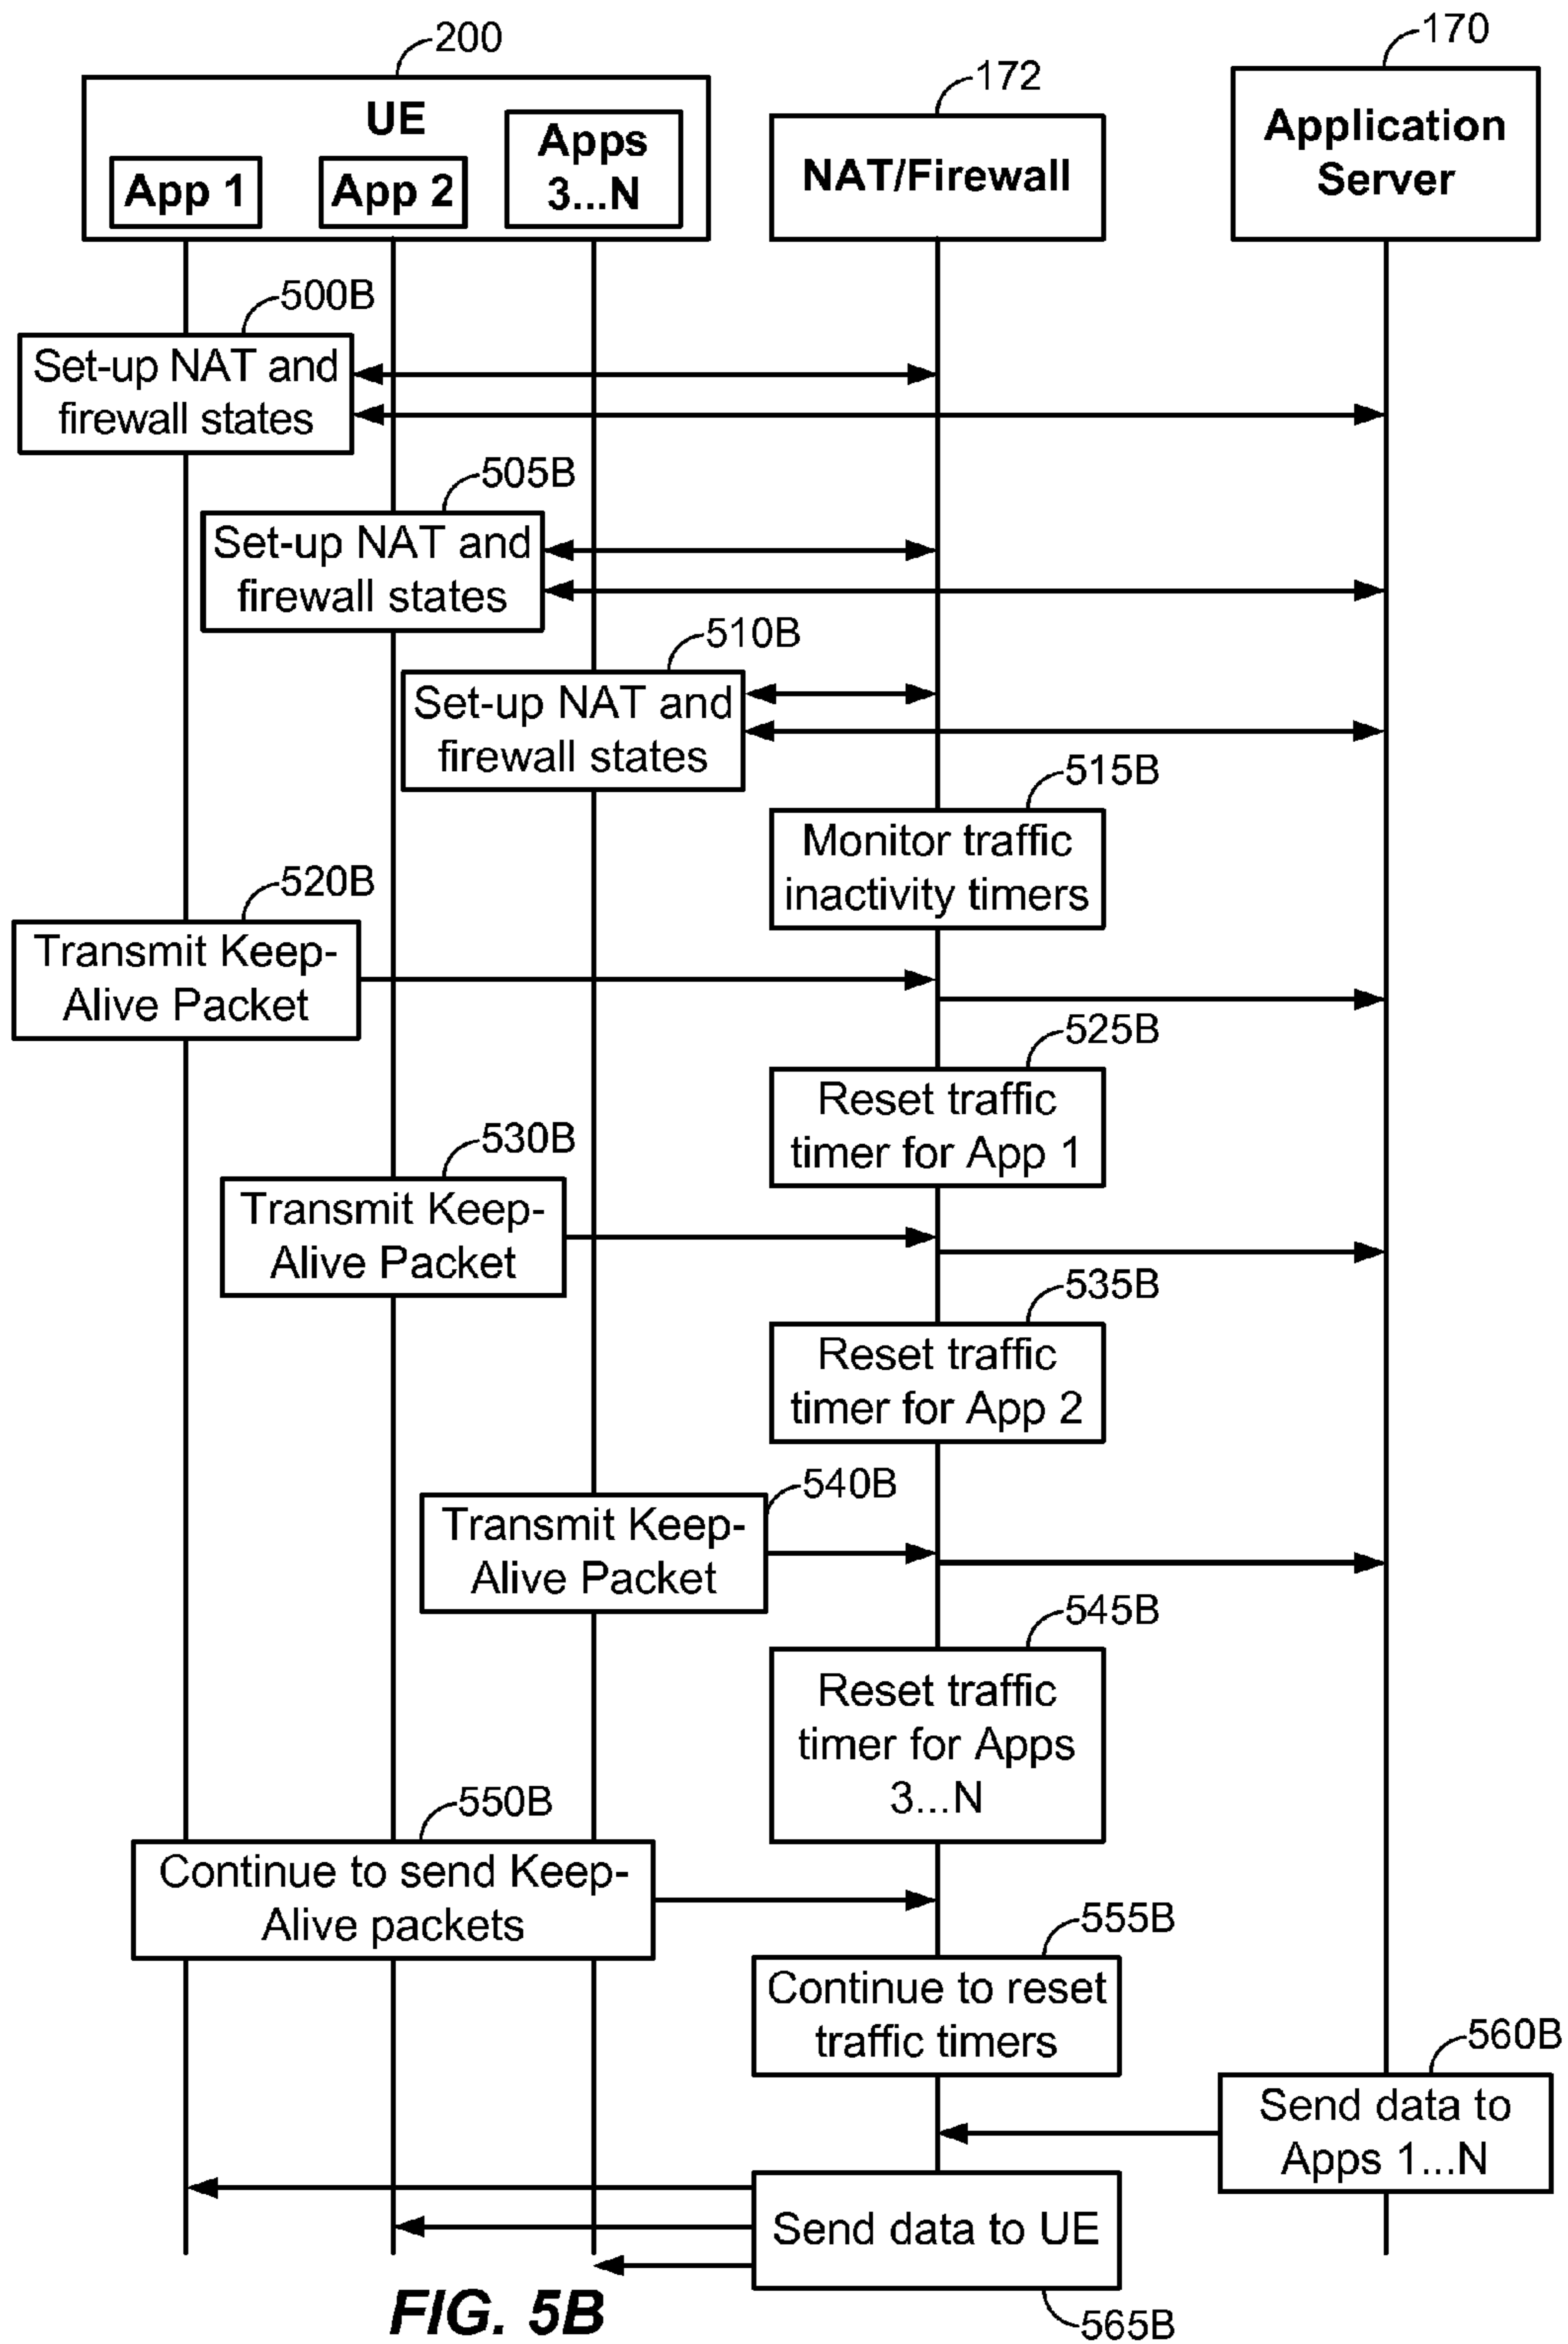 200
170
172
UE
App 1
App 2
Apps
3...N
NAT/Firewall
Application
Server
500B
Set-up NAT and
firewall states
505B
Set-up NAT and
firewall states
510B
Set-up NAT and
firewall states
515B
Monitor traffic
inactivity timers
520B
Transmit Keep-
Alive Packet
525B
Reset traffic
timer for App 1
530B
Transmit Keep-
Alive Packet
535B
Reset traffic
timer for App 2
540B
Transmit Keep-
Alive Packet
545B
Reset traffic
timer for Apps
3...N
550B
Continue to send Keep-
Alive packets
555B
Continue to reset
traffic timers
560B
Send data to
Apps 1...N
Send data to UE
565B
FIG. 5B